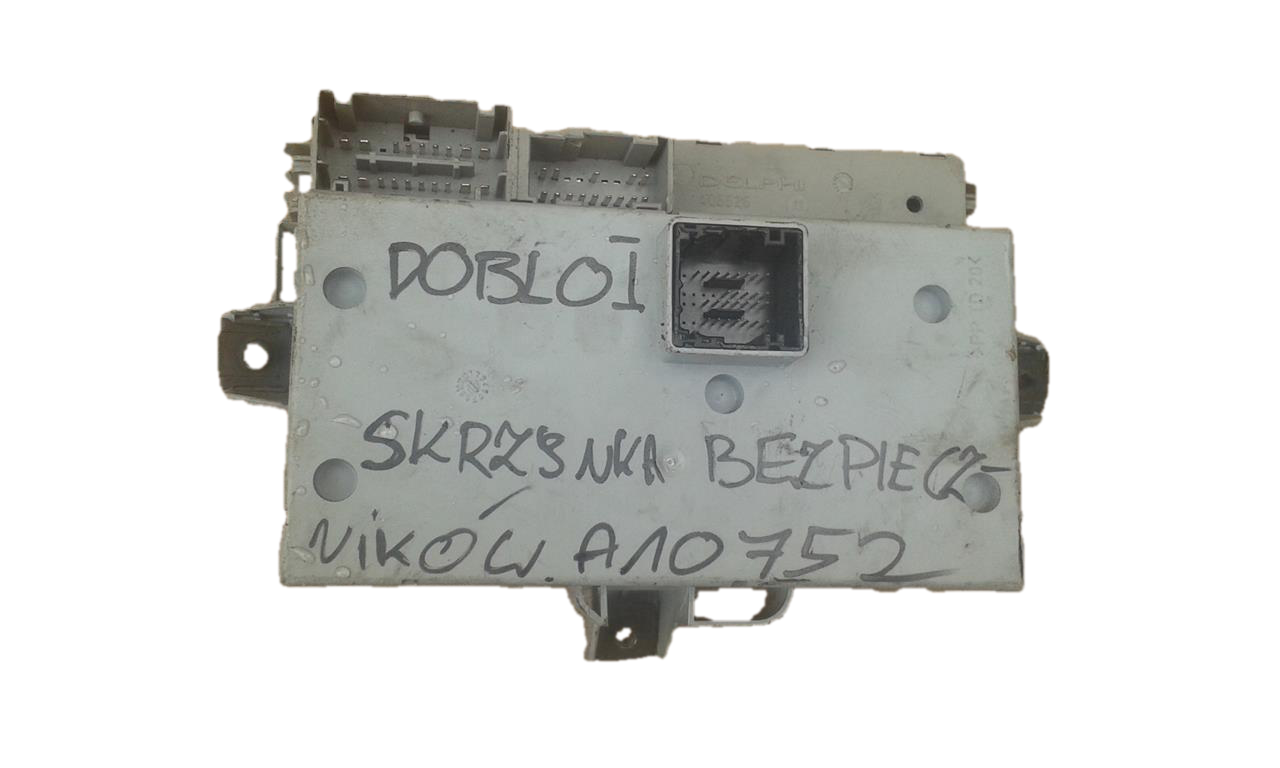 DELPHI
DOBLO I
SKRZYNKA BEZPIECZ-
NIKÓW. A10752